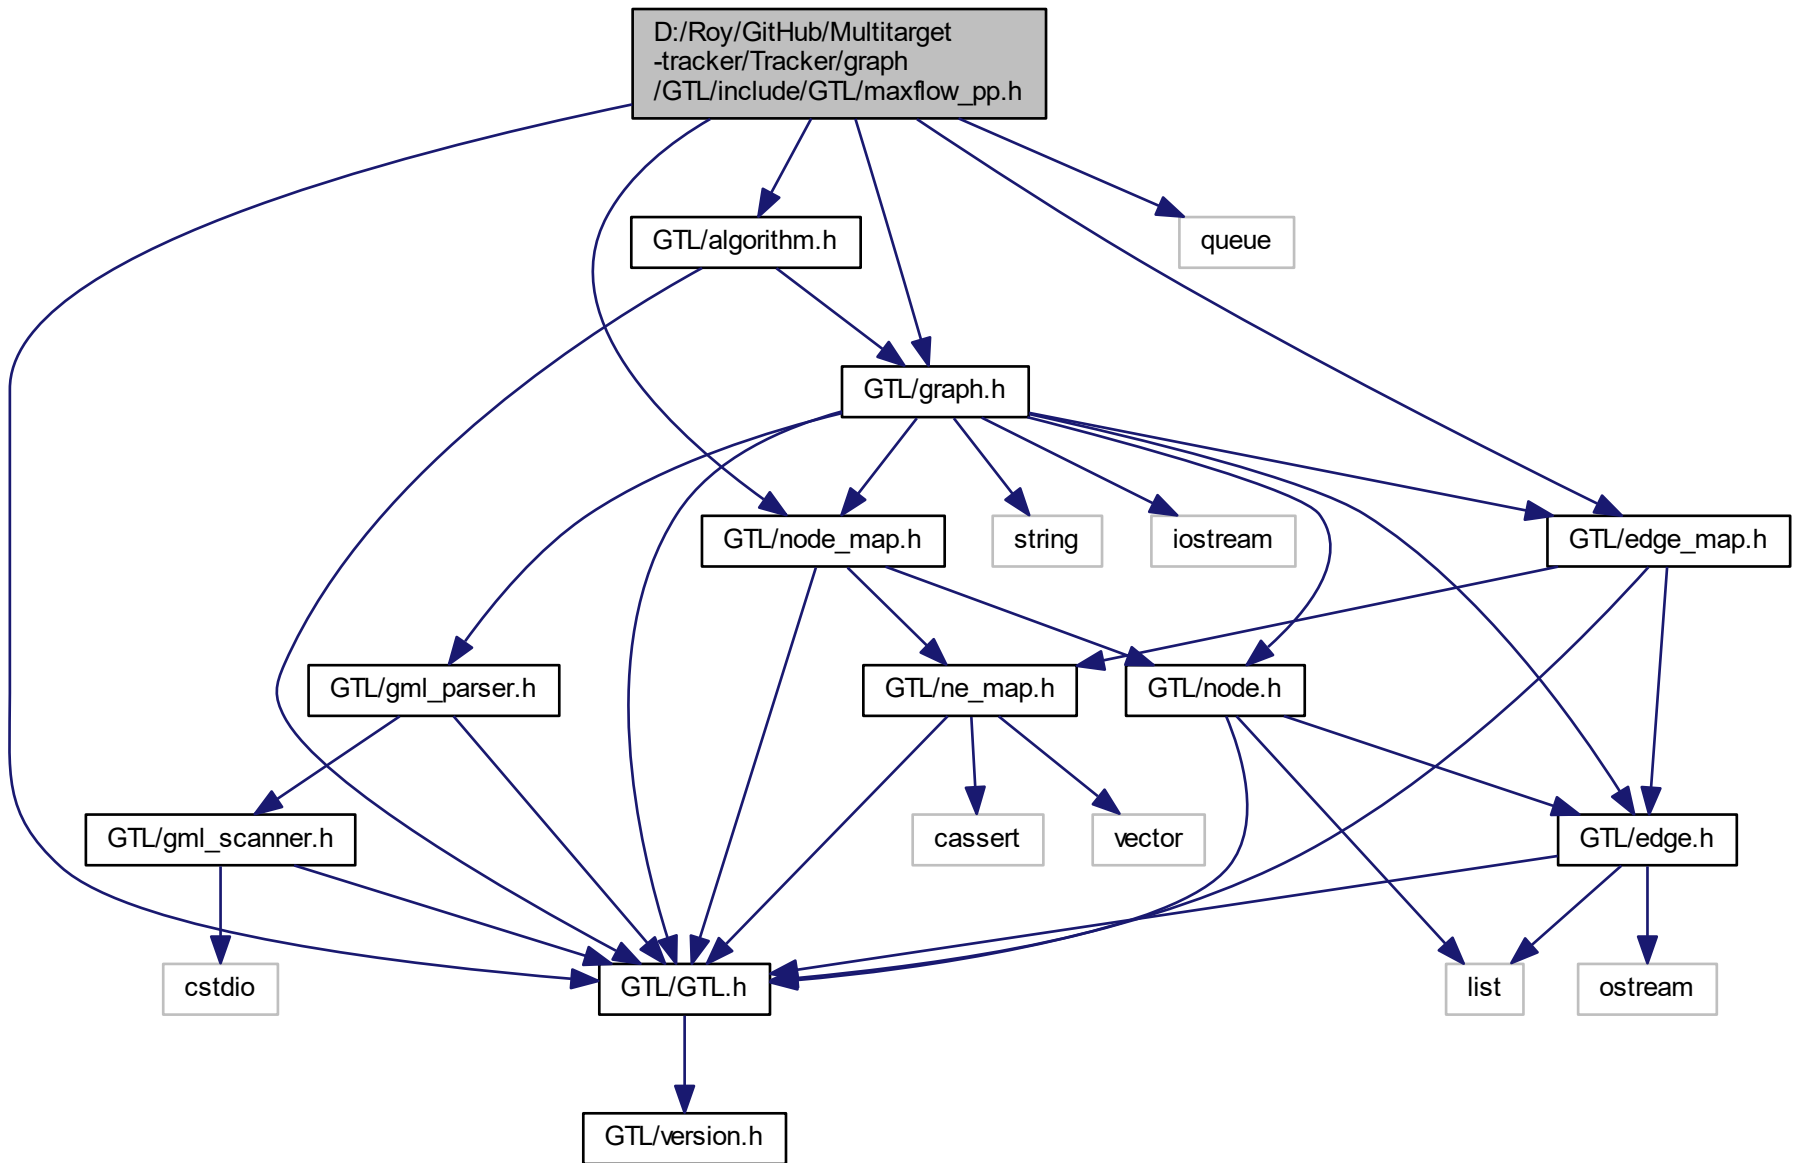 D:/Roy/GitHub/Multitarget
-tracker/Tracker/graph
/GTL/include/GTL/maxflow_pp.h
GTL/algorithm.h
queue
GTL/graph.h
GTL/node_map.h
string
iostream
GTL/edge_map.h
GTL/gml_parser.h
GTL/ne_map.h
GTL/node.h
GTL/gml_scanner.h
cassert
vector
GTL/edge.h
cstdio
GTL/GTL.h
list
ostream
GTL/version.h